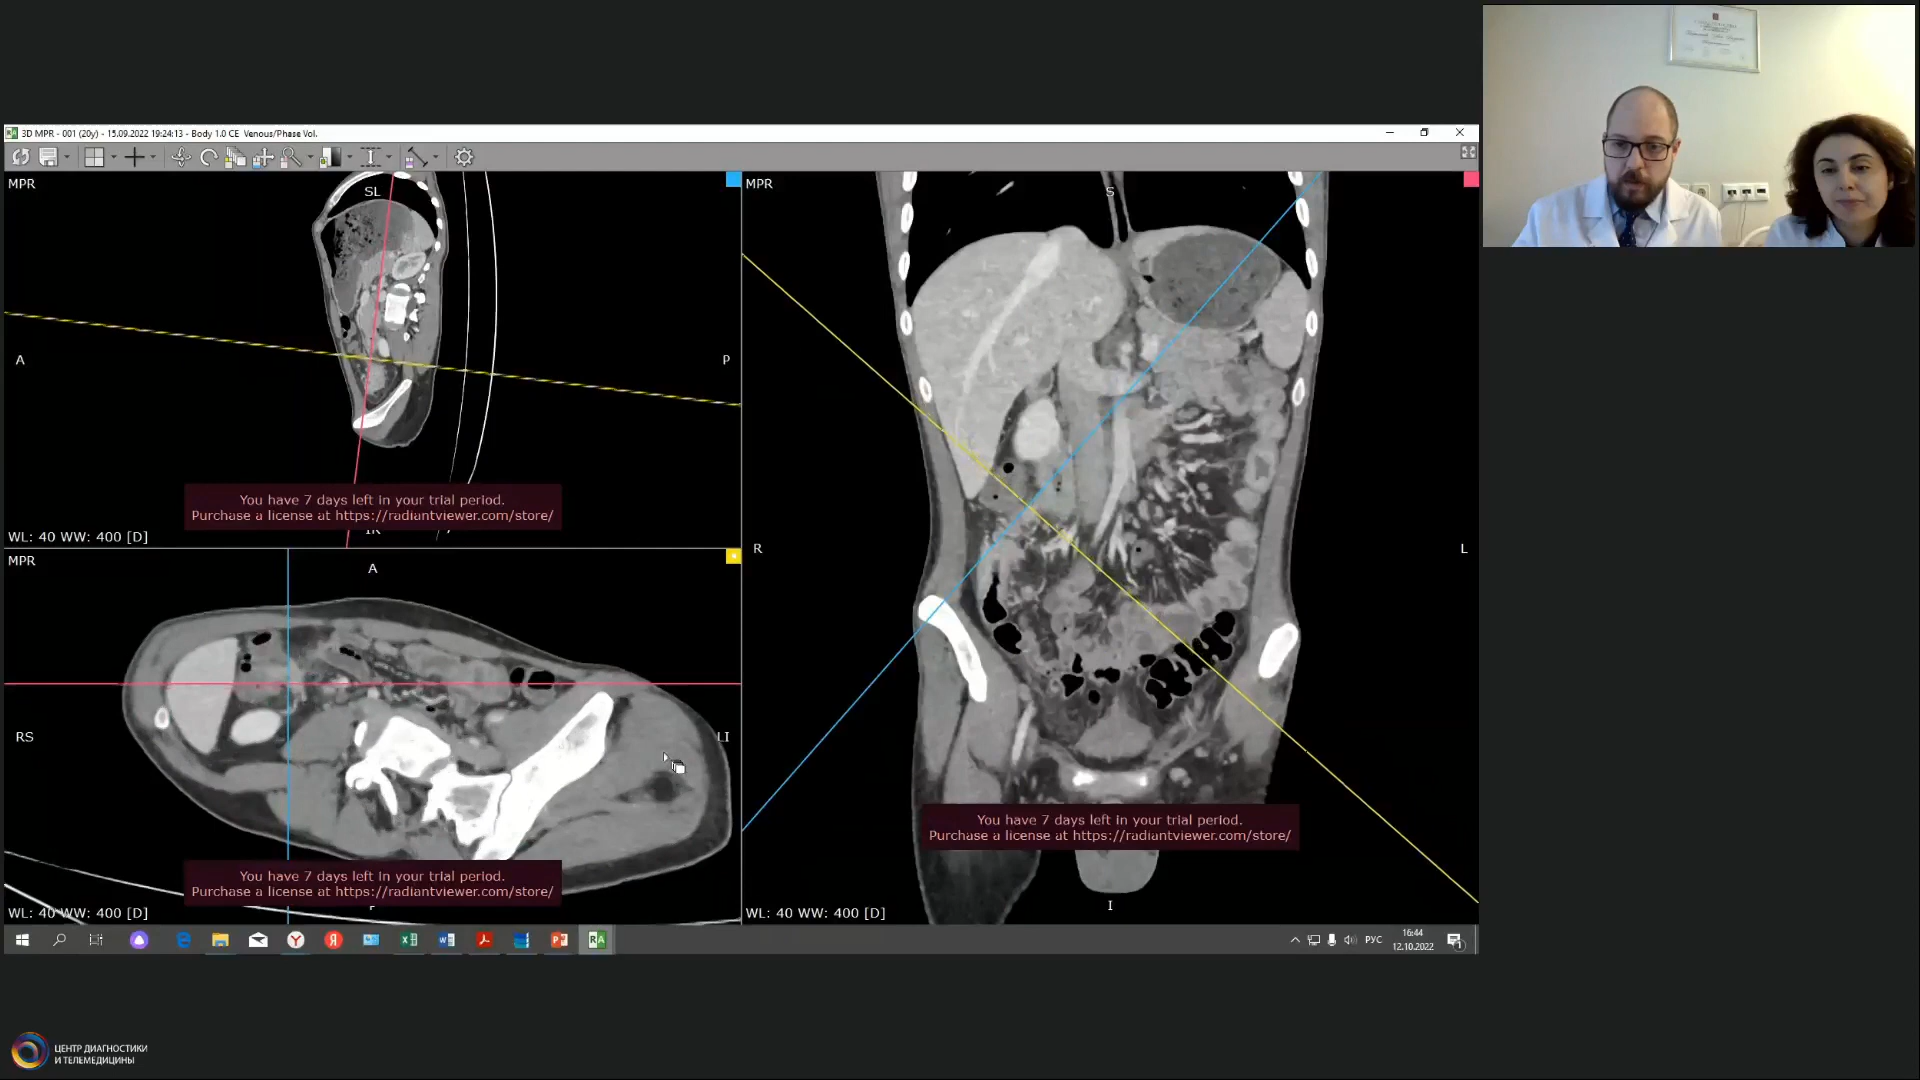 3D MPR - 001 (20y) - 15.09.2022 19:24:13 - Body 1.0 CE Venous/Phase Vol.
MPR
SL
A
P
You have 7 days left in your trial period.
Purchase a license at https://radiantviewer.com/store/
WL: 40 WW: 400 [D]
MPR
S
R
L
You have 7 days left in your trial period.
Purchase a license at https://radiantviewer.com/store/
I
WL: 40 WW: 400 [D]
MPR
A
RS
LI
You have 7 days left in your trial period.
Purchase a license at https://radiantviewer.com/store/
WL: 40 WW: 400 [D]
РУС
16:44
12.10.2022
ЦЕНТР ДИАГНОСТИКИ
И ТЕЛЕМЕДИЦИНЫ